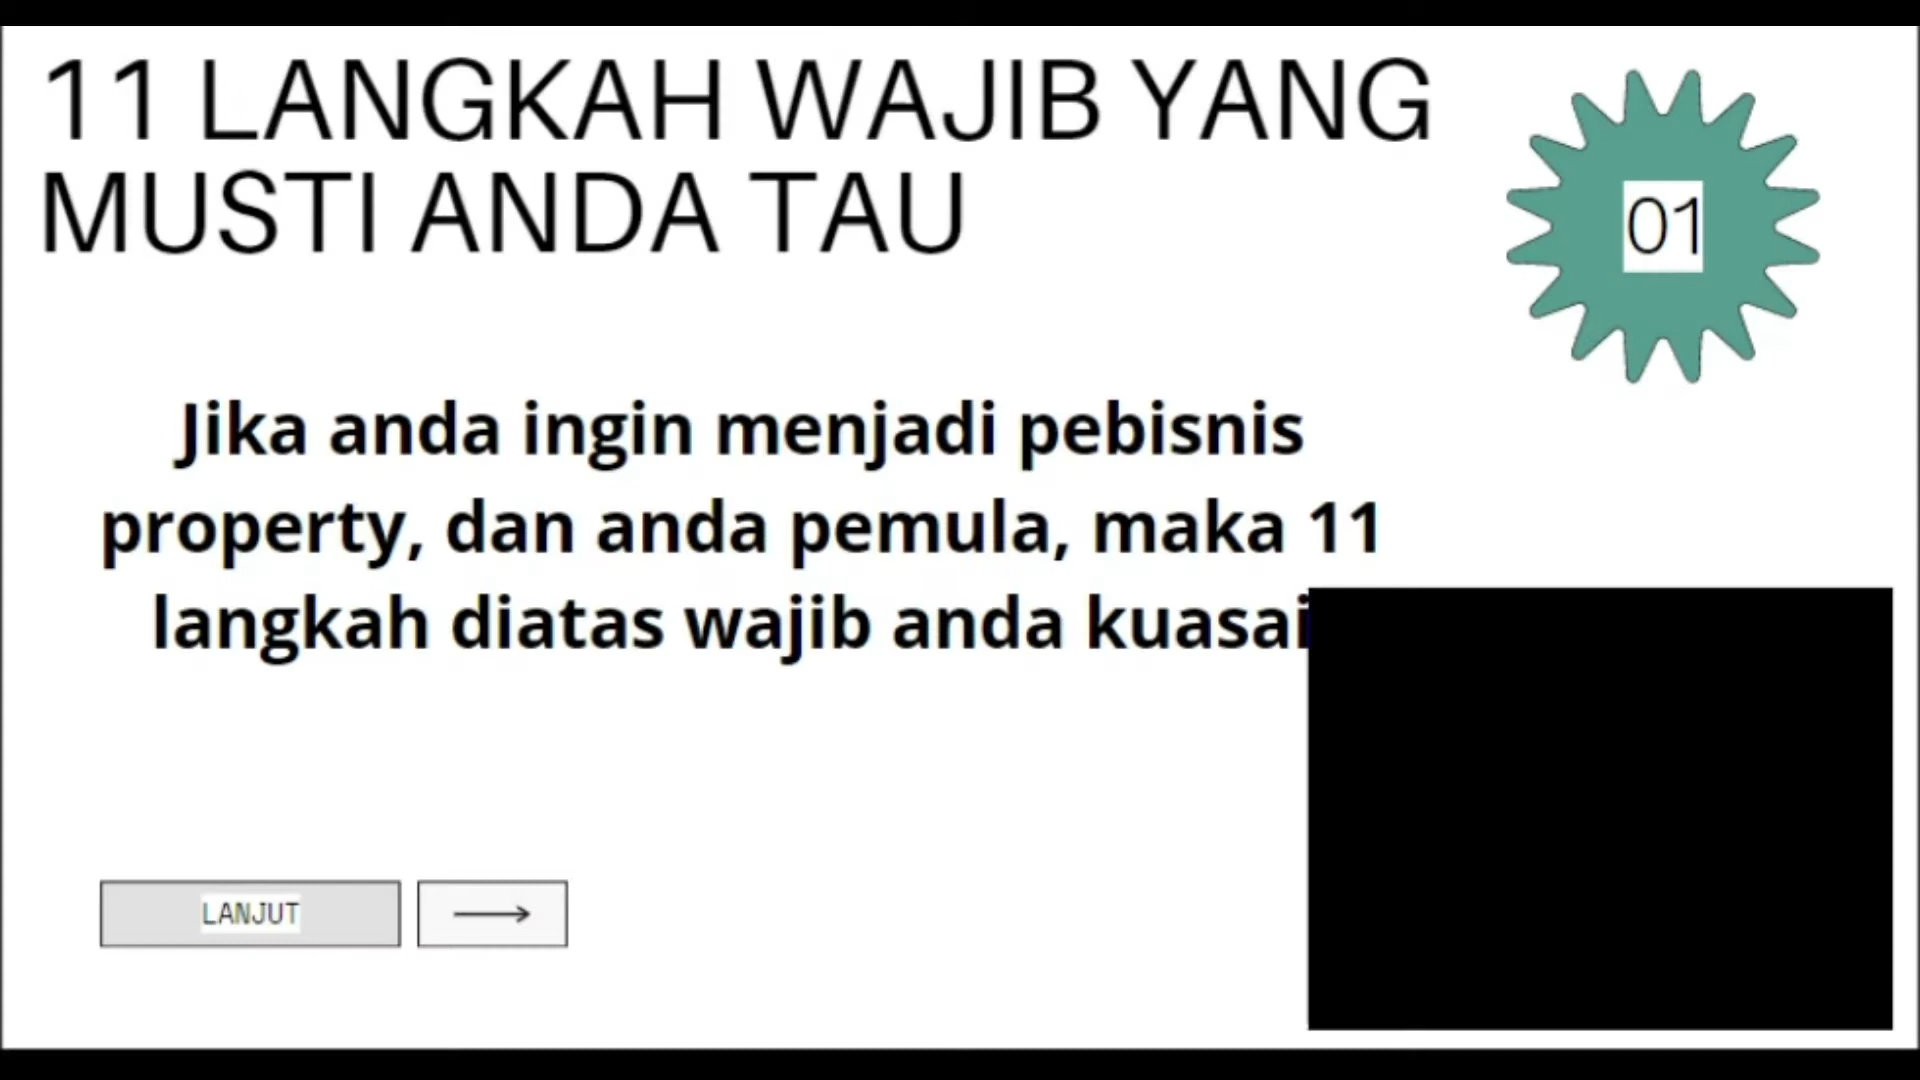 11 LANGKAH WAJIB YANG
MUSTI ANDA TAU
01
Jika anda ingin menjadi pebisnis
property, dan anda pemula, maka 11
langkah diatas wajib anda kuasai
LANJUT